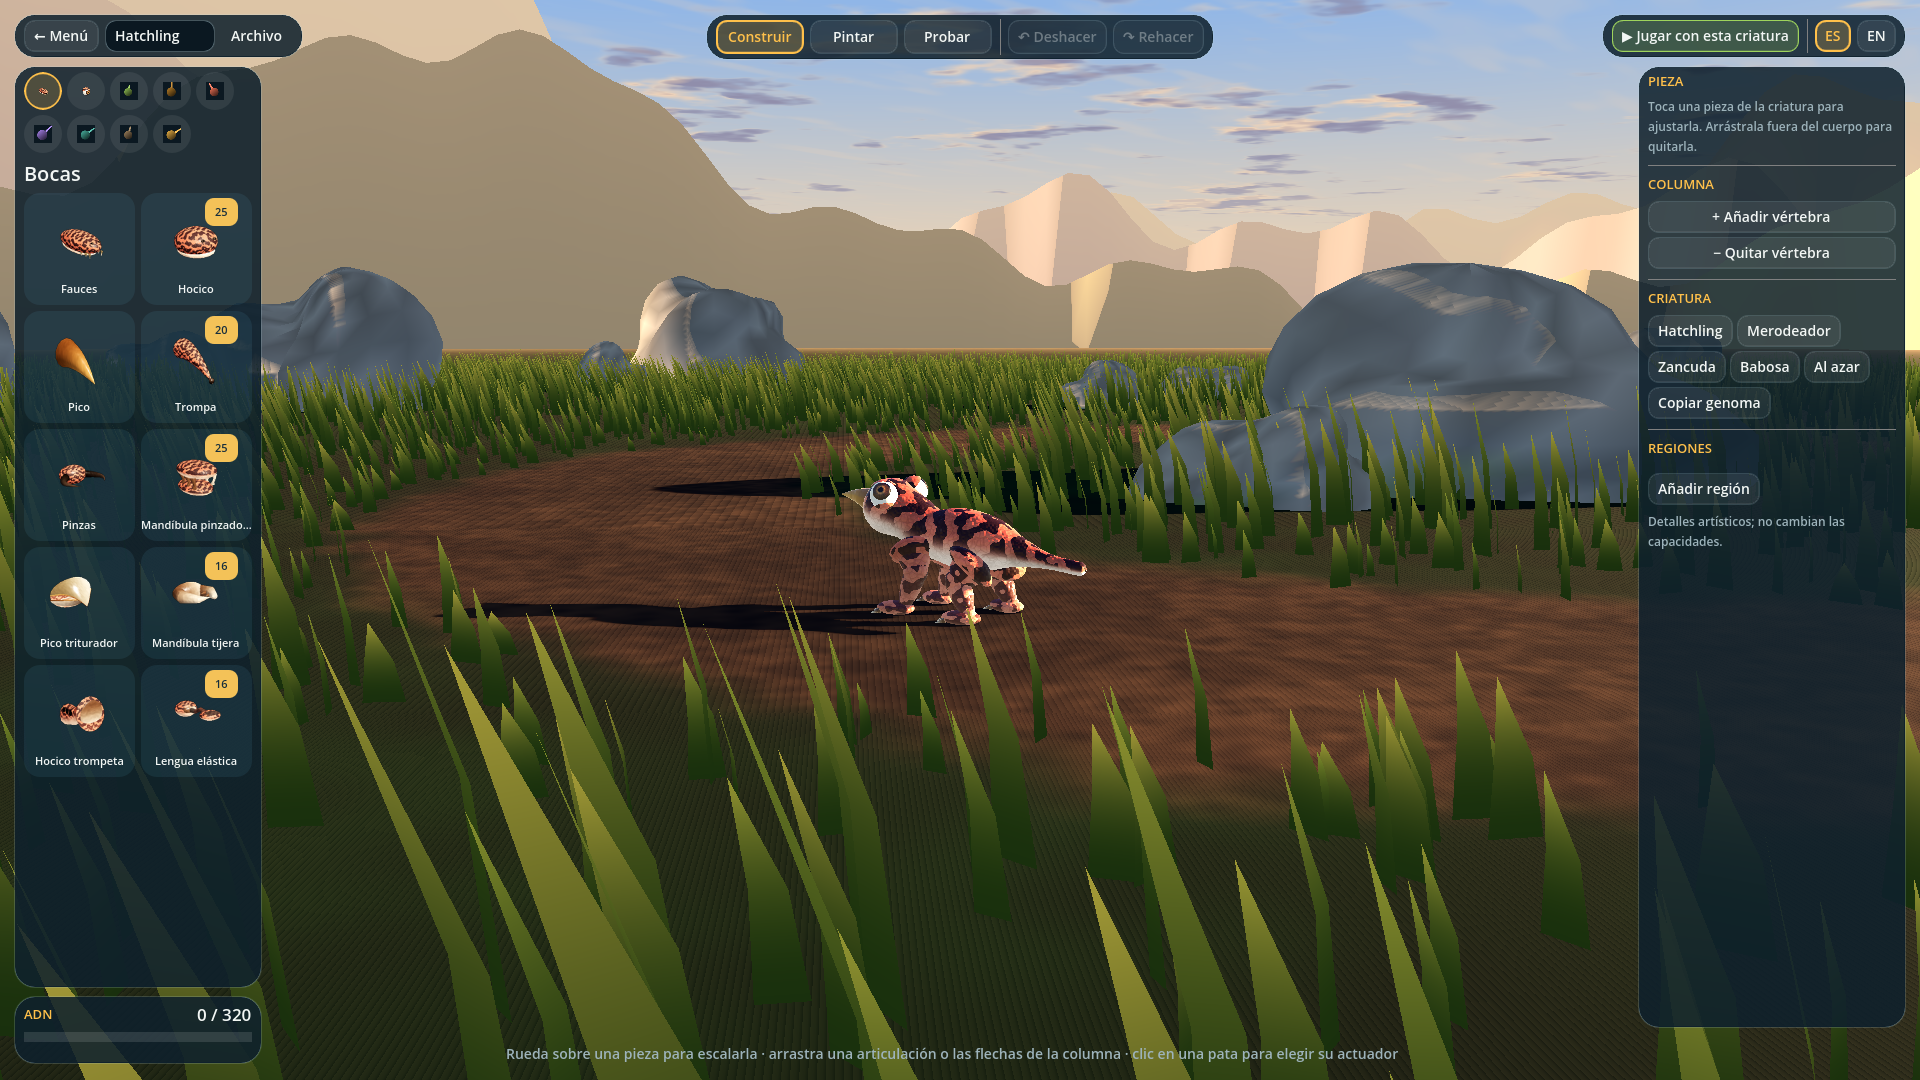 ← Menú
Hatchling
Archivo
Construir
Pintar
Probar
↶ Deshacer
↷ Rehacer
▶ Jugar con esta criatura
ES
EN
Bocas
Fauces
25
Hocico
Pico
20
Trompa
Pinzas
25
Mandíbula pinzado...
Pico triturador
16
Mandíbula tijera
Hocico trompeta
16
Lengua elástica
ADN
0 / 320
PIEZA
Toca una pieza de la criatura para
ajustarla. Arrástrala fuera del cuerpo para
quitarla.
COLUMNA
+ Añadir vértebra
− Quitar vértebra
CRIATURA
Hatchling
Merodeador
Zancuda
Babosa
Al azar
Copiar genoma
REGIONES
Añadir región
Detalles artísticos; no cambian las
capacidades.
Rueda sobre una pieza para escalarla · arrastra una articulación o las flechas de la columna · clic en una pata para elegir su actuador